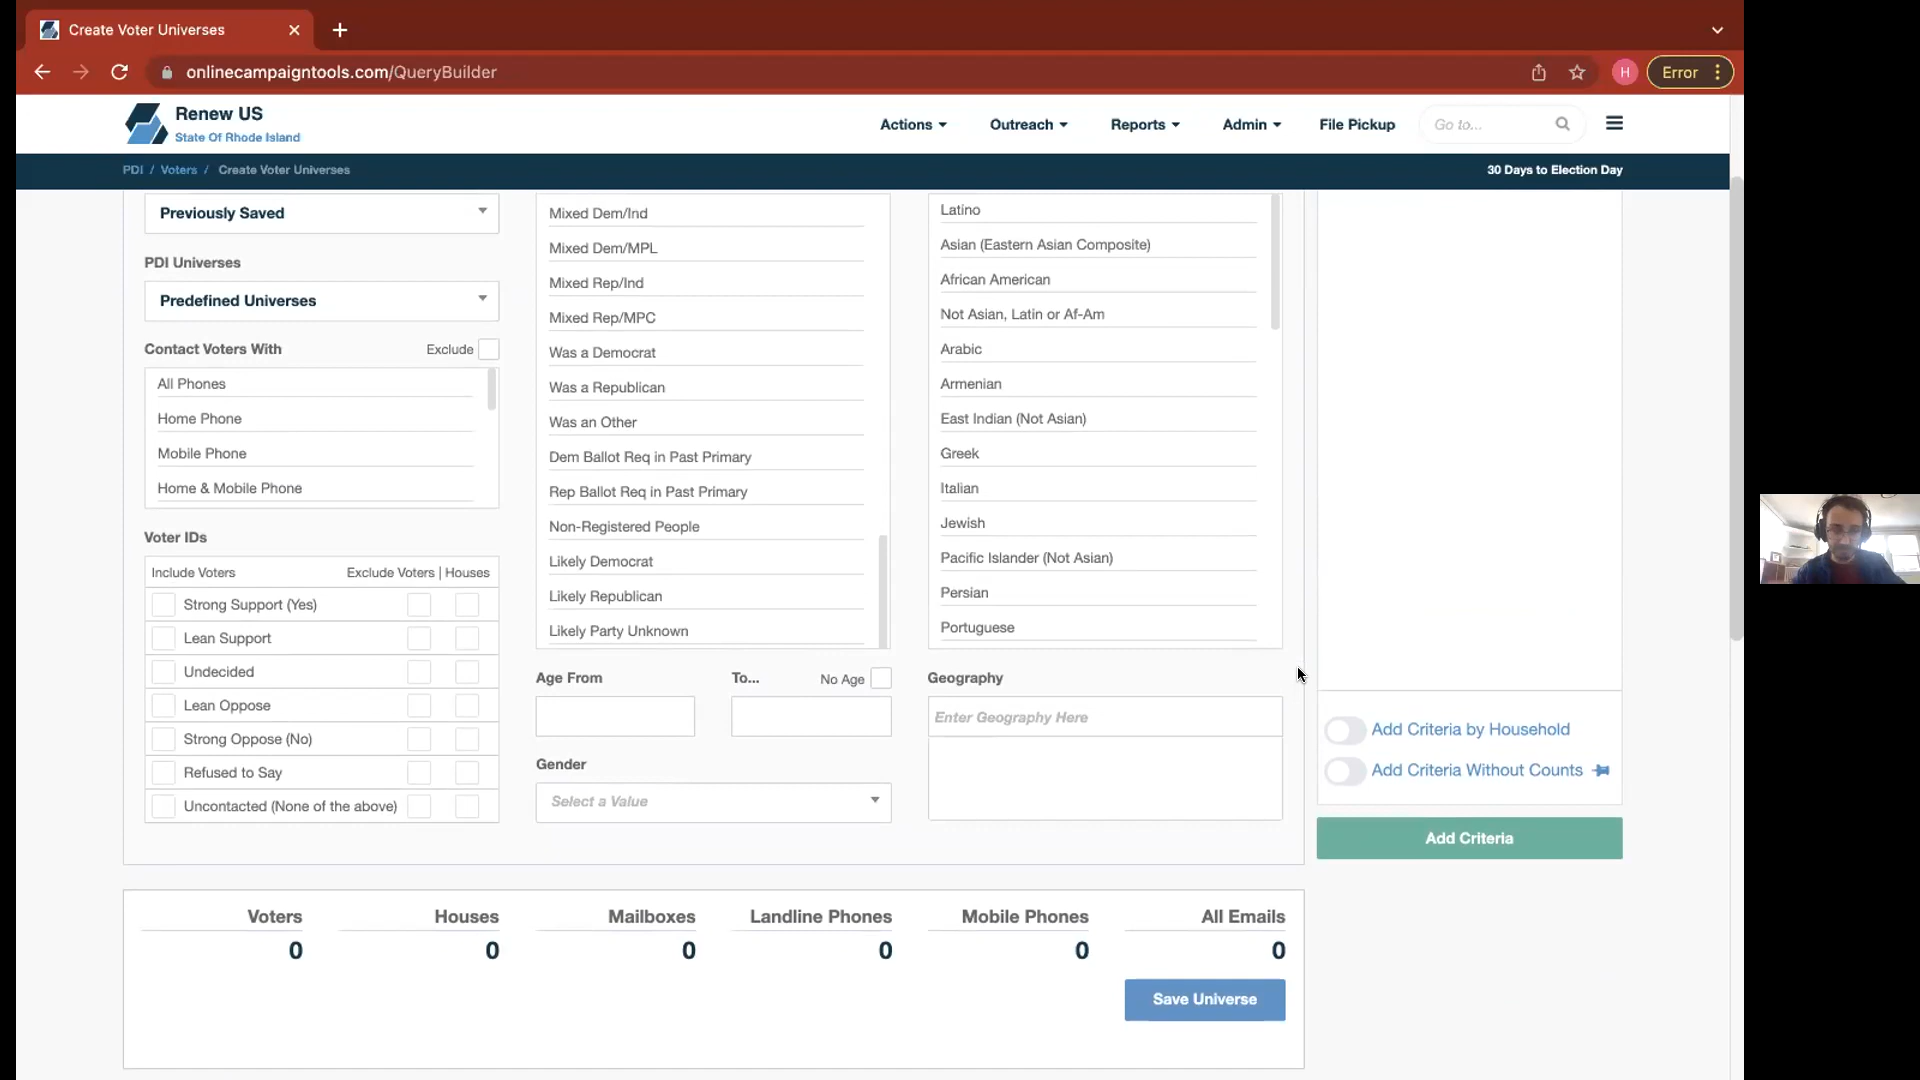 Create Voter Universes
onlinecampaigntools.com/QueryBuilder
H
Error
Renew US
State Of Rhode Island
Actions
Outreach
Reports
Admin
File Pickup
Go to...
PDI / Voters / Create Voter Universes
30 Days to Election Day
Previously Saved
PDI Universes
Predefined Universes
Contact Voters With
Exclude
All Phones
Home Phone
Mobile Phone
Home & Mobile Phone
Voter IDs
Include Voters
Exclude Voters | Houses
Strong Support (Yes)
Lean Support
Undecided
Lean Oppose
Strong Oppose (No)
Refused to Say
Uncontacted (None of the above)
Mixed Dem/Ind
Mixed Dem/MPL
Mixed Rep/Ind
Mixed Rep/MPC
Was a Democrat
Was a Republican
Was an Other
Dem Ballot Req in Past Primary
Rep Ballot Req in Past Primary
Non-Registered People
Likely Democrat
Likely Republican
Likely Party Unknown
Age From
To...
No Age
Gender
Select a Value
Latino
Asian (Eastern Asian Composite)
African American
Not Asian, Latin or Af-Am
Arabic
Armenian
East Indian (Not Asian)
Greek
Italian
Jewish
Pacific Islander (Not Asian)
Persian
Portuguese
Geography
Enter Geography Here
Add Criteria by Household
Add Criteria Without Counts
Add Criteria
Voters
0
Houses
0
Mailboxes
0
Landline Phones
0
Mobile Phones
0
All Emails
0
Save Universe